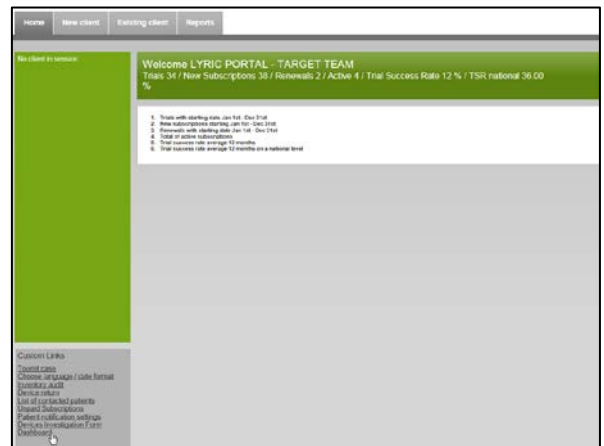 Home New client Existing client Reports
No client in session
Welcome LYRIC PORTAL - TARGET TEAM
Trials 34 / New Subscriptions 38 / Renewals 2 / Active 4 / Trial Success Rate 12 % / TSR national 36.00
%
1. Trials with starting date Jan 1st - Dec 31st
2. New subscriptions starting Jan 1st - Dec 31st
3. Renewals with starting date Jan 1st - Dec 31st
4. Total of active subscriptions
5. Trial success rate average 12 months
6. Trial success rate average 12 months on a national level
Custom Links
Tourist case
Choose language / date format
Inventory audit
Device return
List of contacted patients
Unpaid Subscriptions
Patient notification settings
Devices Investigation Form
Dashboard